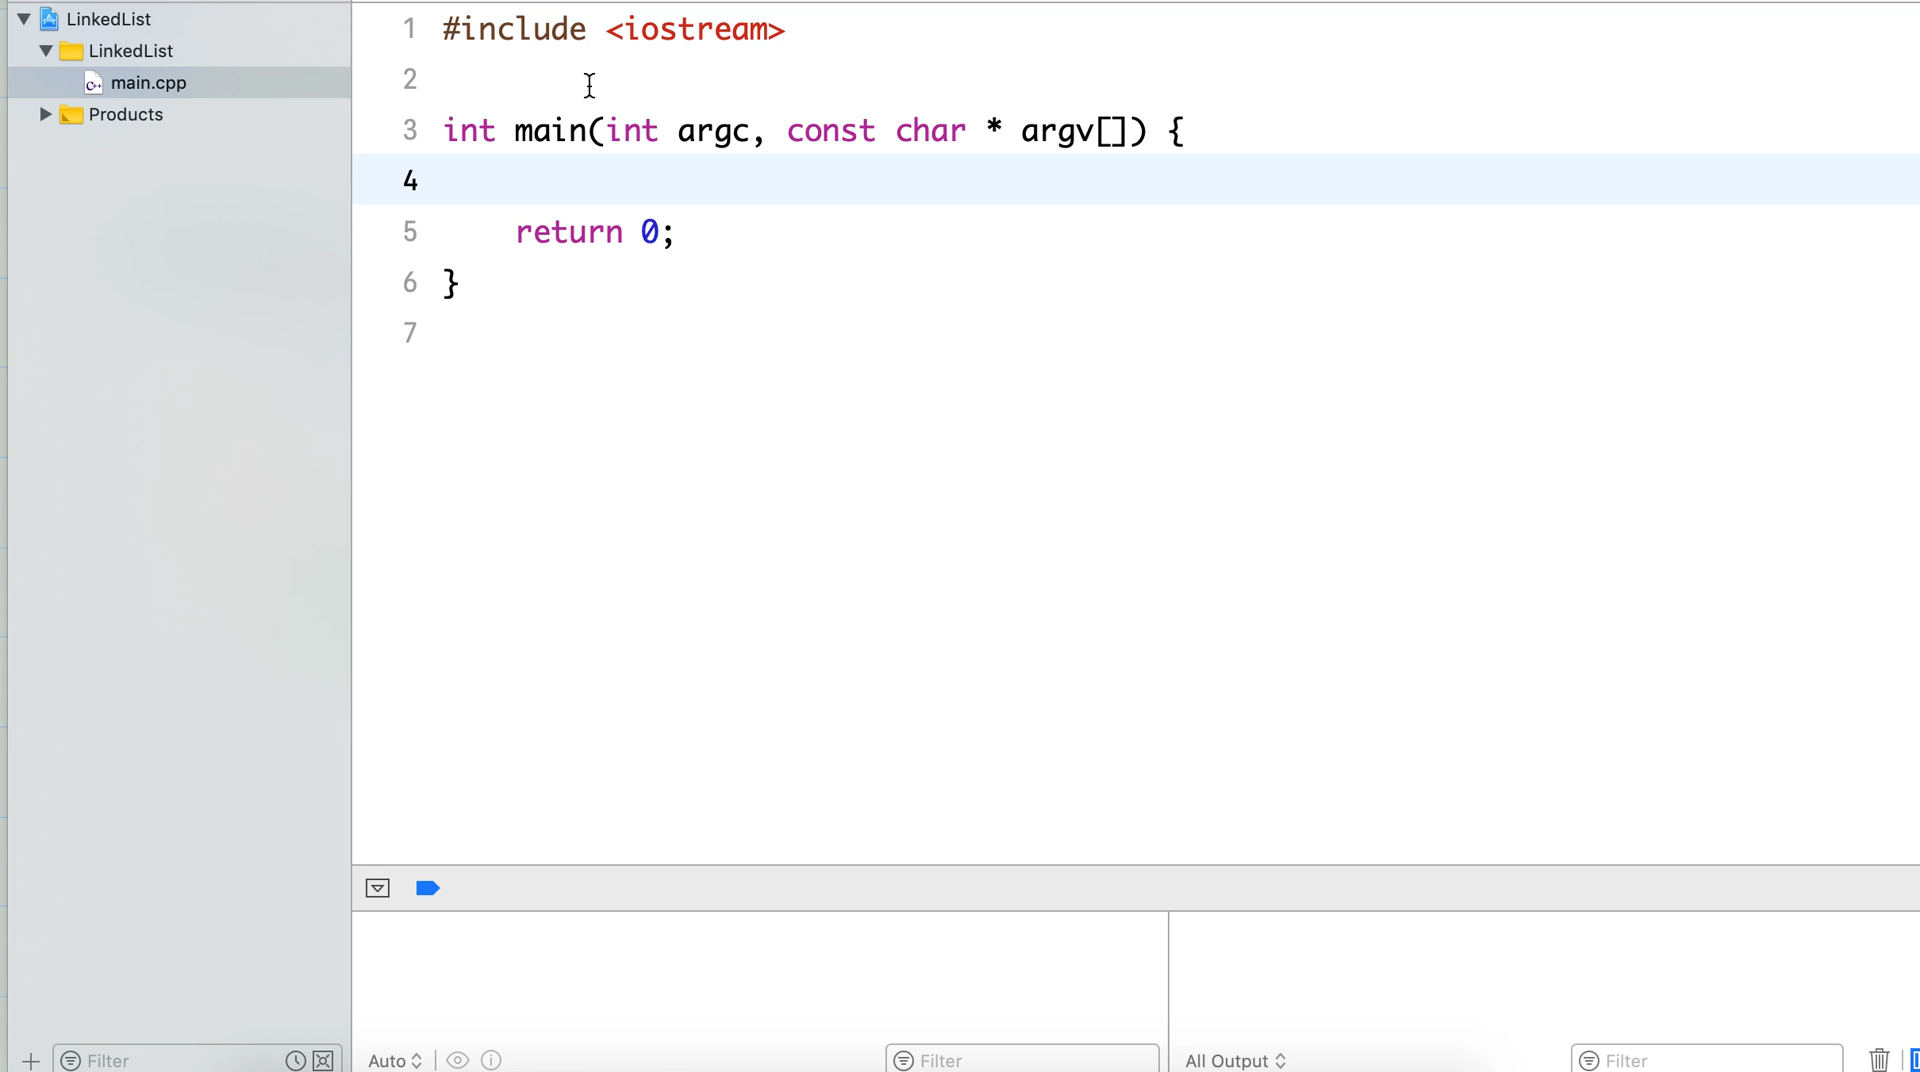 LinkedList
LinkedList
main.cpp
Products
1 #include <iostream>
2
3 int main(int argc, const char * argv[]) {
4
5     return 0;
6 }
7
Filter
Auto
Filter
All Output
Filter